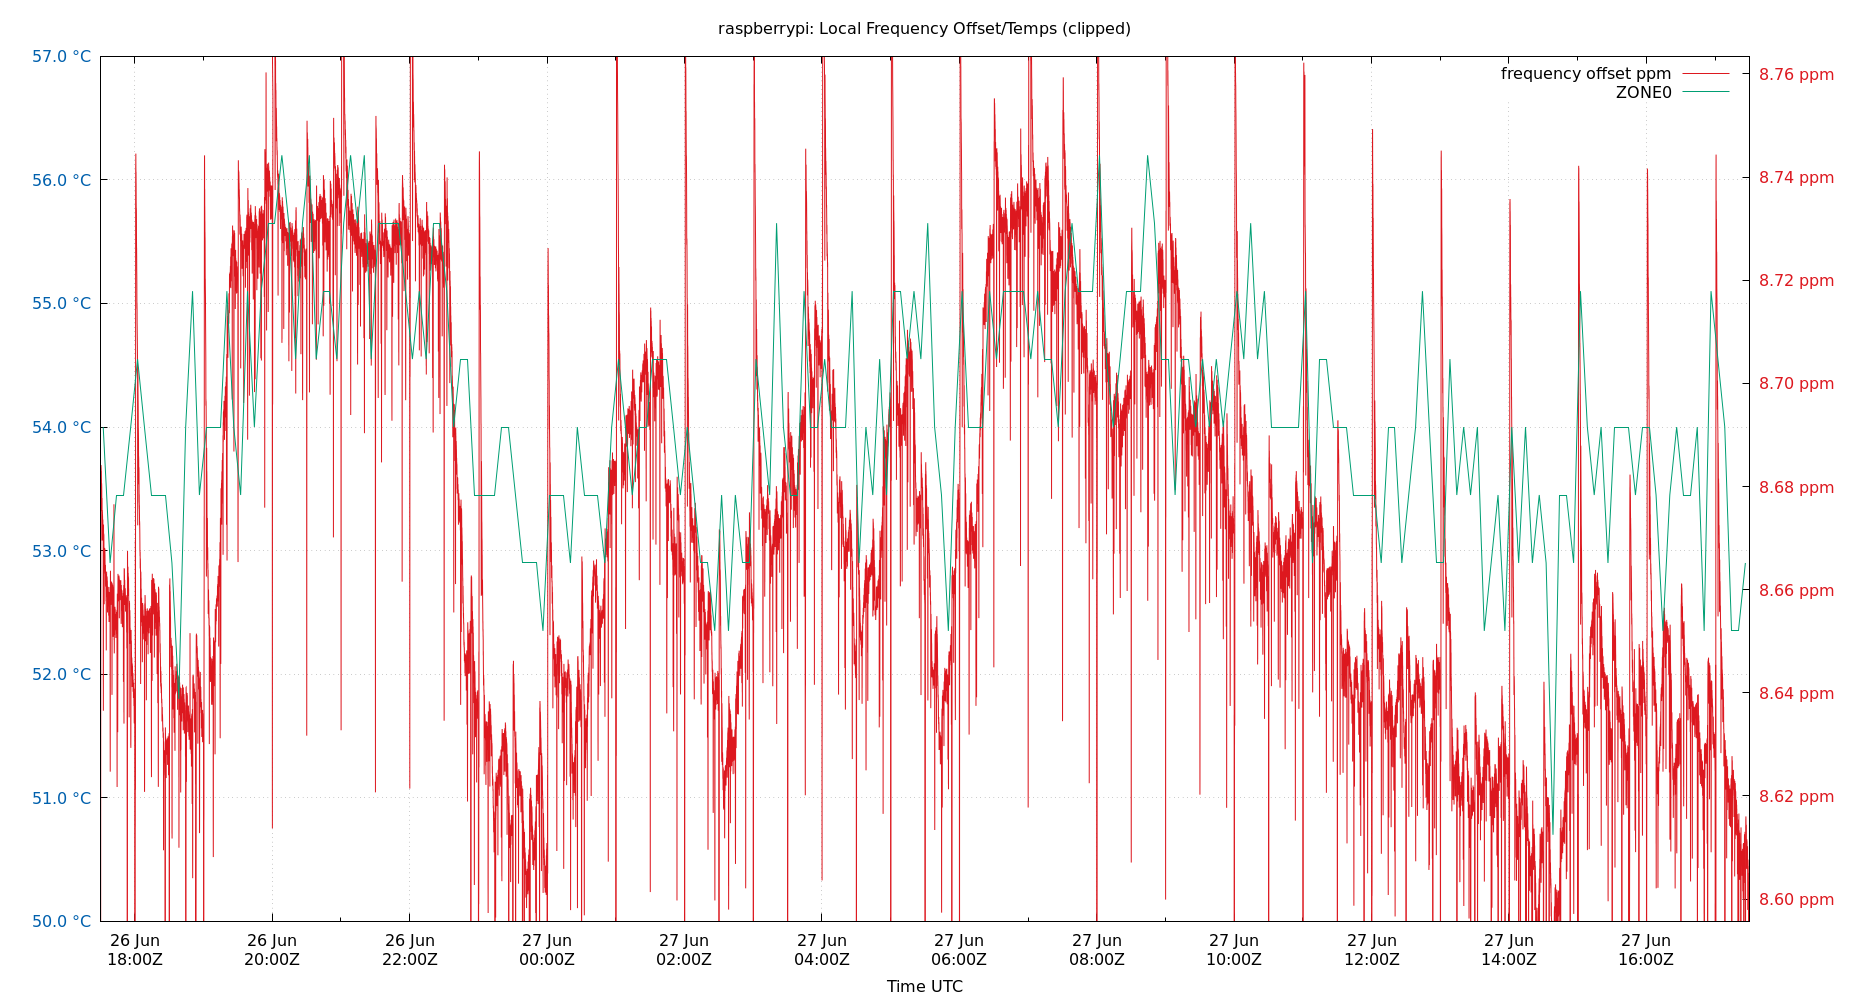 raspberrypi: Local Frequency Offset/Temps (clipped)
57.0 °C
56.0 °C
55.0 °C
54.0 °C
53.0 °C
52.0 °C
51.0 °C
50.0 °C
frequency offset ppm
ZONE0
8.76 ppm
8.74 ppm
8.72 ppm
8.70 ppm
8.68 ppm
8.66 ppm
8.64 ppm
8.62 ppm
8.60 ppm
26 Jun
18:00Z
26 Jun
20:00Z
26 Jun
22:00Z
27 Jun
00:00Z
27 Jun
02:00Z
27 Jun
04:00Z
27 Jun
06:00Z
27 Jun
08:00Z
27 Jun
10:00Z
27 Jun
12:00Z
27 Jun
14:00Z
27 Jun
16:00Z
Time UTC